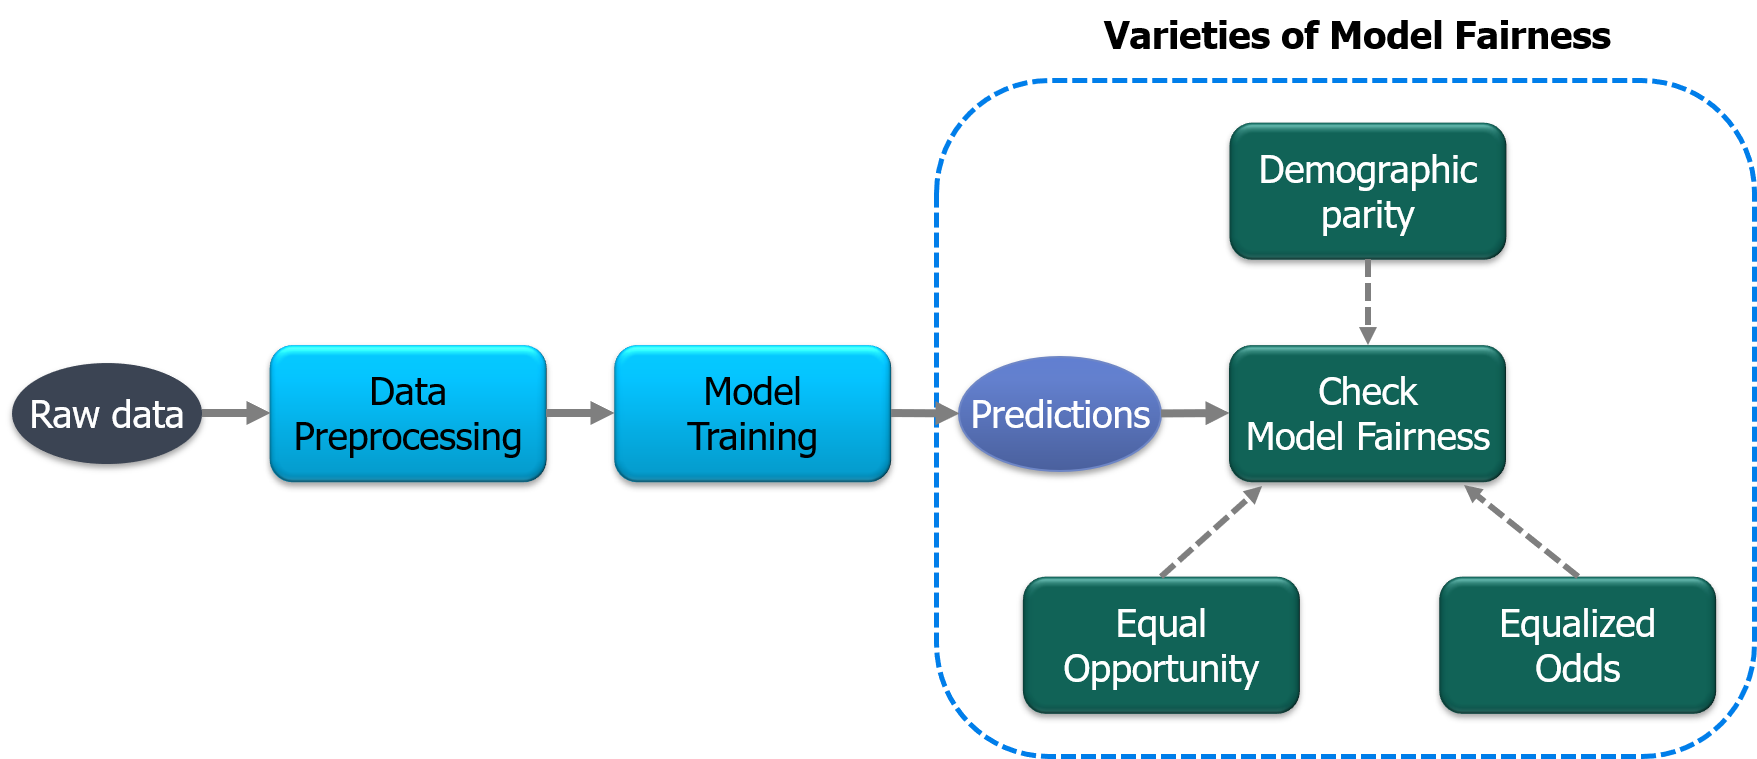 Varieties of Model Fairness
Demographic
parity
Raw data
Data
Preprocessing
Model
Training
Predictions
Check
Model Fairness
Equal
Opportunity
Equalized
Odds